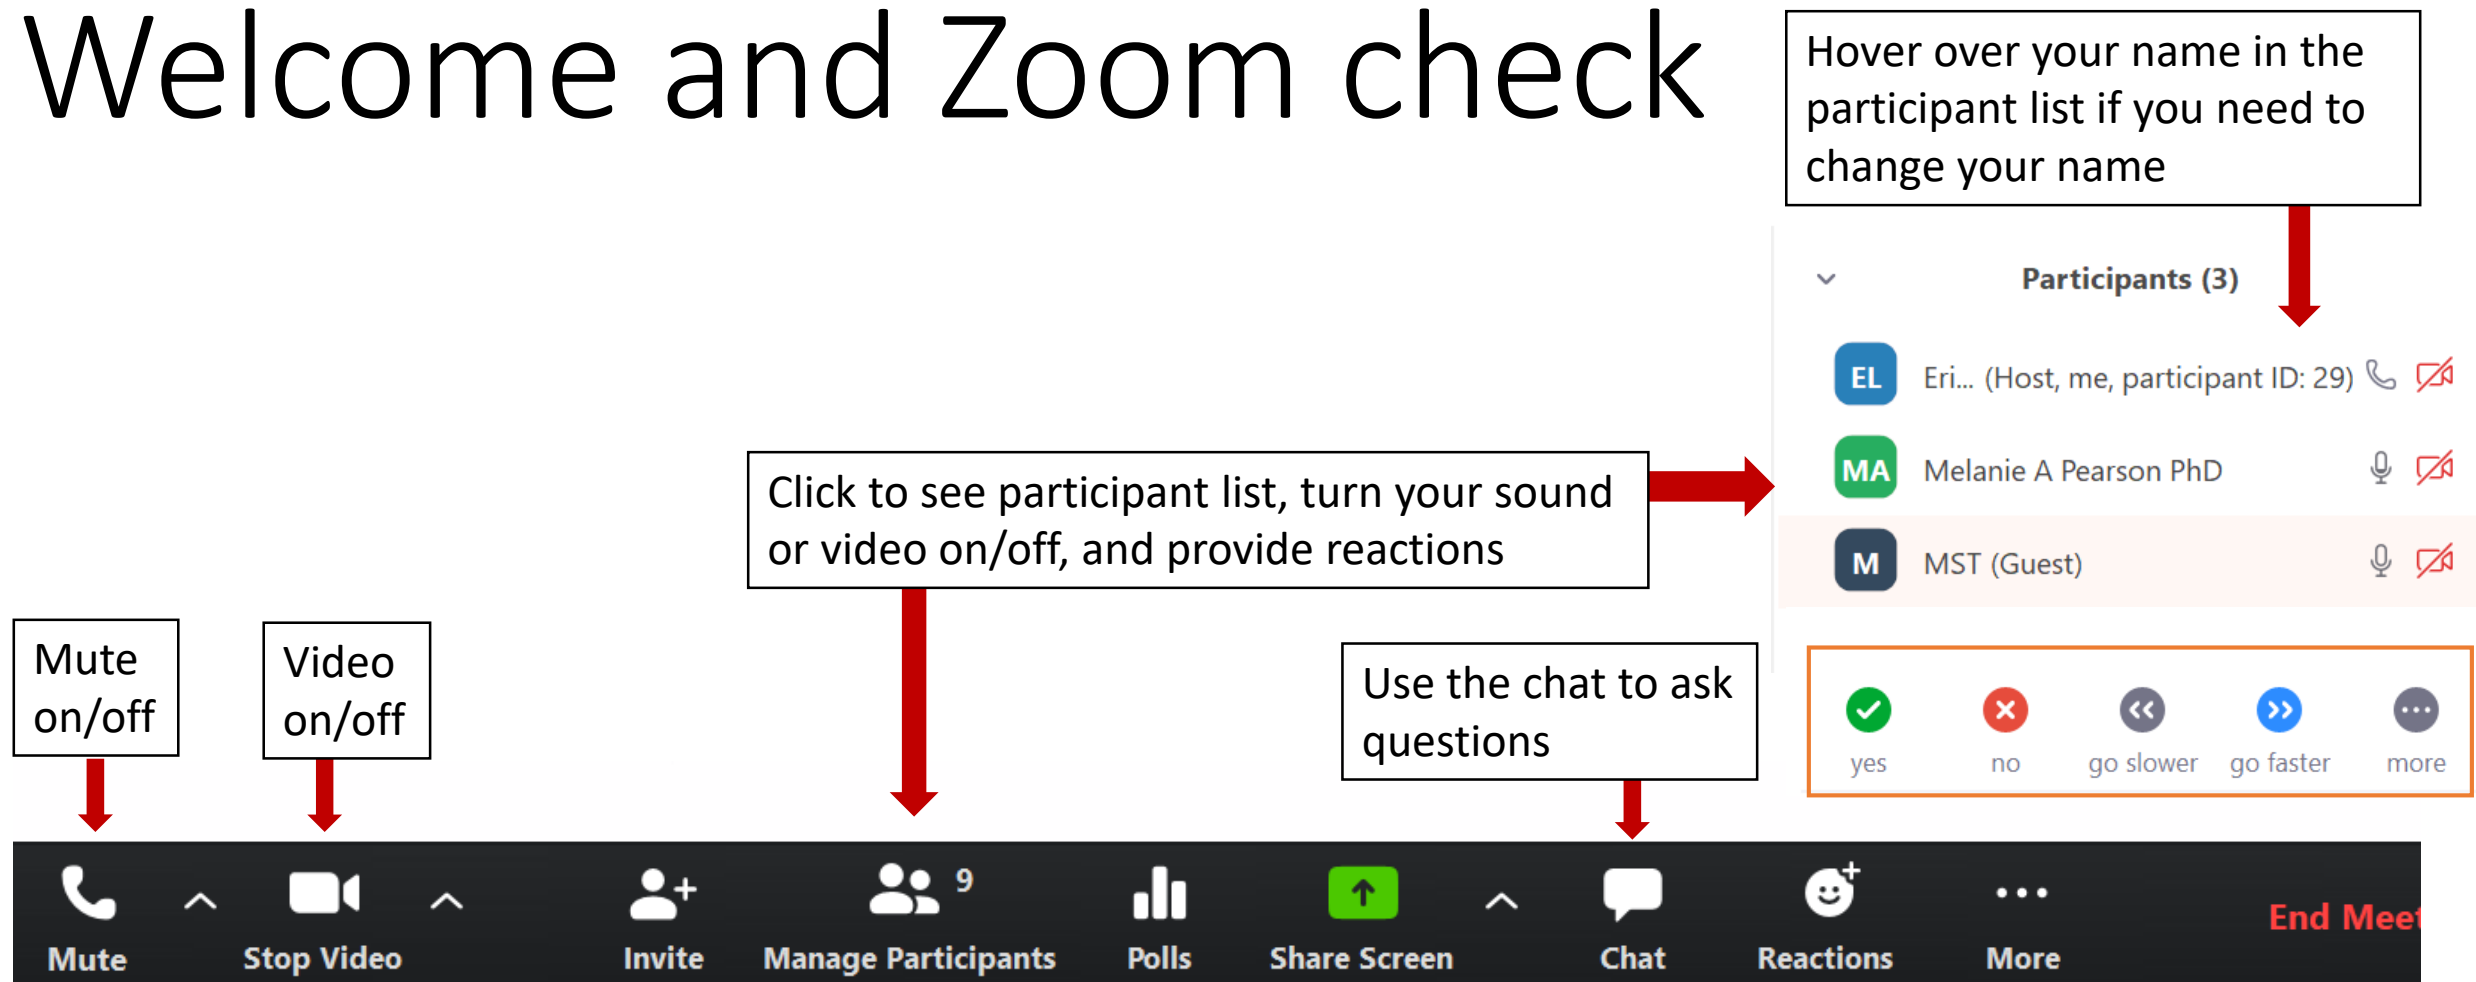 Welcome and Zoom check
Hover over your name in the
participant list if you need to
change your name
Participants (3)
EL Eri... (Host, me, participant ID: 29)
MA Melanie A Pearson PhD
M MST (Guest)
Click to see participant list, turn your sound
or video on/off, and provide reactions
Mute
on/off
Video
on/off
Use the chat to ask
questions
yes no go slower go faster more
9
Mute Stop Video Invite Manage Participants Polls Share Screen Chat Reactions More
End Meet